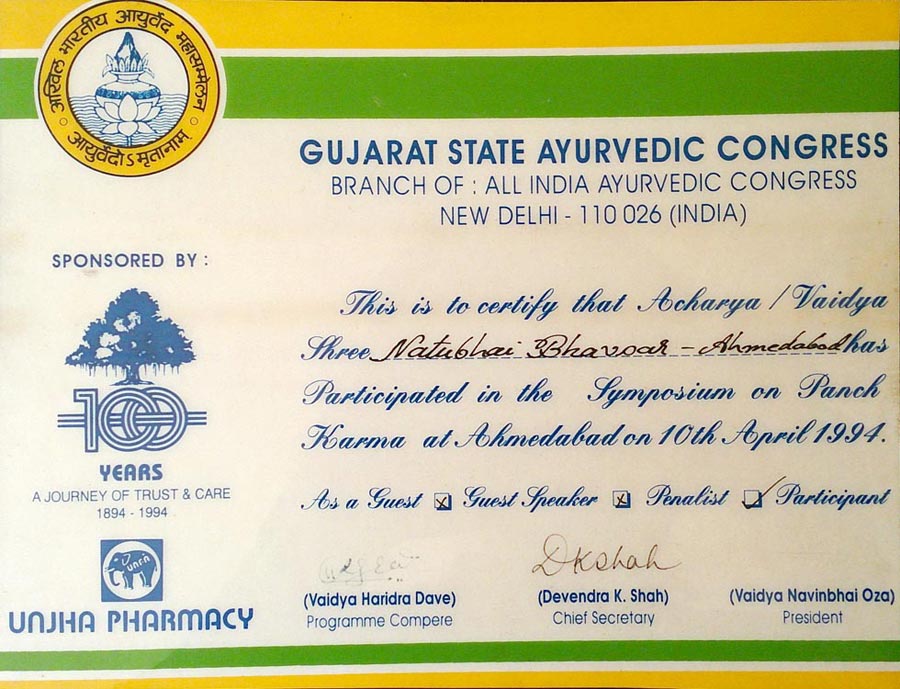 अखिल भारतीय आयुर्वेद महासम्मेलन
आयुर्वेदोऽमृतानाम्
GUJARAT STATE AYURVEDIC CONGRESS
BRANCH OF : ALL INDIA AYURVEDIC CONGRESS
NEW DELHI - 110 026 (INDIA)
SPONSORED BY :
100
YEARS
A JOURNEY OF TRUST & CARE
1894 - 1994
UNFA
UNJHA PHARMACY
This is to certify that Acharya / Vaidya
Shree Natubhai Bhavsar - Ahmedabad has
Participated in the Symposium on Panch
Karma at Ahmedabad on 10th April 1994.
As a Guest Guest Speaker Penalist Participant
DKShah
(Vaidya Haridra Dave) (Devendra K. Shah) (Vaidya Navinbhai Oza)
Programme Compere Chief Secretary President